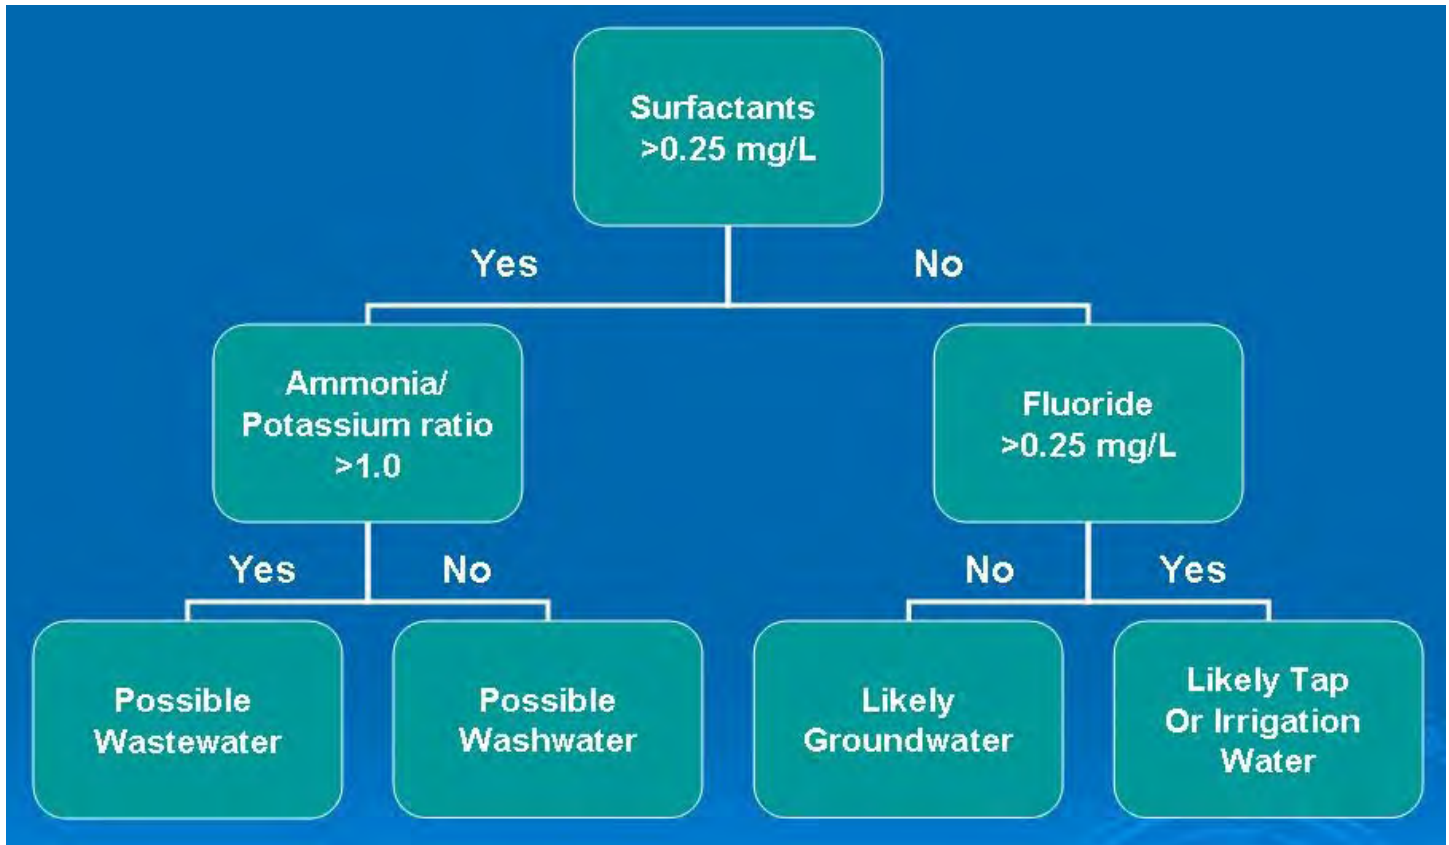 Surfactants
>0.25 mg/L
Yes
No
Ammonia/
Potassium ratio
>1.0
Fluoride
>0.25 mg/L
Yes
No
No
Yes
Possible
Wastewater
Possible
Washwater
Likely
Groundwater
Likely Tap
Or Irrigation
Water